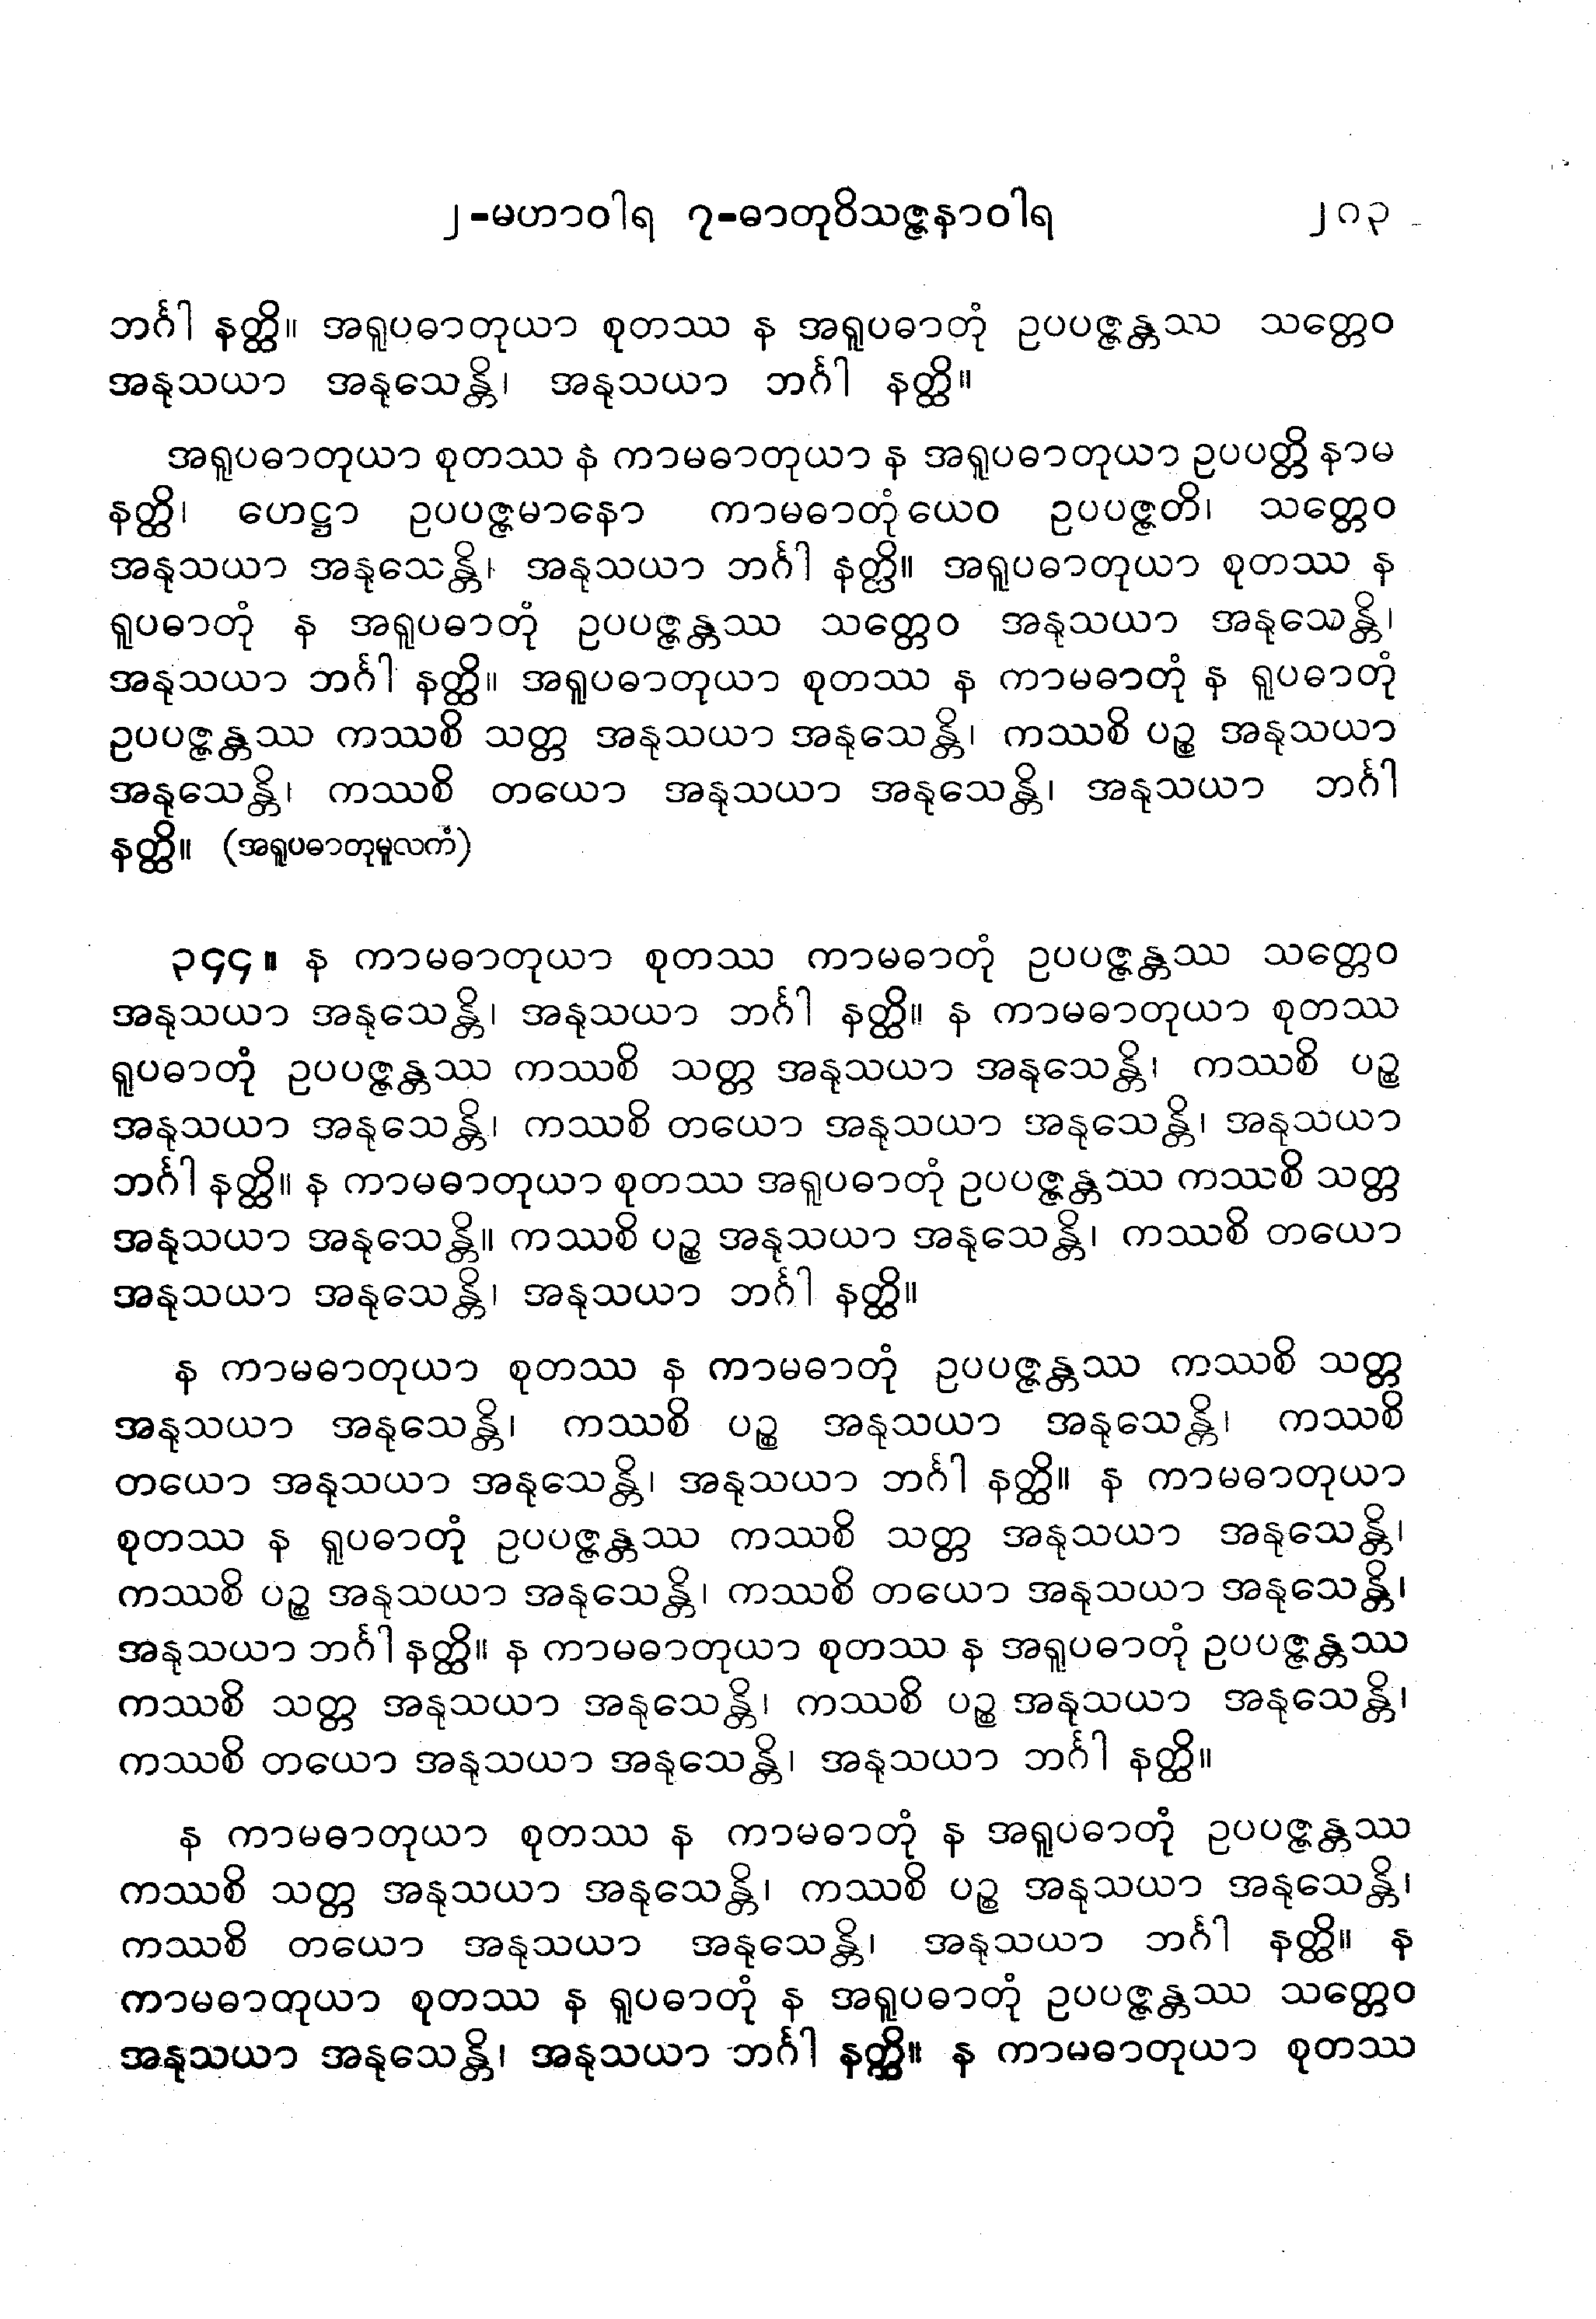 ၂-မဟာဝါရ ၇-ဓာတုဝိသဇ္ဇနာဝါရ ၂၈၃
ဘင်္ဂါ နတ္ထိ။ အရူပဓာတုယာ စုတဿ န အရူပဓာတုံ ဥပပဇ္ဇန္တဿ သတ္တေဝ
အနုသယာ အနုသေန္တိ၊ အနုသယာ ဘင်္ဂါ နတ္ထိ။
အရူပဓာတုယာ စုတဿ န ကာမဓာတုယာ န အရူပဓာတုယာ ဥပပတ္တိ နာမ
နတ္ထိ၊ ဟေဋ္ဌာ ဥပပဇ္ဇမာနော ကာမဓာတုံယေဝ ဥပပဇ္ဇတိ၊ သတ္တေဝ
အနုသယာ အနုသေန္တိ၊ အနုသယာ ဘင်္ဂါ နတ္ထိ။ အရူပဓာတုယာ စုတဿ န
ရူပဓာတုံ န အရူပဓာတုံ ဥပပဇ္ဇန္တဿ သတ္တေဝ အနုသယာ အနုသေန္တိ၊
အနုသယာ ဘင်္ဂါ နတ္ထိ။ အရူပဓာတုယာ စုတဿ န ကာမဓာတုံ န ရူပဓာတုံ
ဥပပဇ္ဇန္တဿ ကဿစိ သတ္တ အနုသယာ အနုသေန္တိ၊ ကဿစိ ပဉ္စ အနုသယာ
အနုသေန္တိ၊ ကဿစိ တယော အနုသယာ အနုသေန္တိ၊ အနုသယာ ဘင်္ဂါ
နတ္ထိ။ (အရူပဓာတုမူလကံ)
၃၄၄။ န ကာမဓာတုယာ စုတဿ ကာမဓာတုံ ဥပပဇ္ဇန္တဿ သတ္တေဝ
အနုသယာ အနုသေန္တိ၊ အနုသယာ ဘင်္ဂါ နတ္ထိ။ န ကာမဓာတုယာ စုတဿ
ရူပဓာတုံ ဥပပဇ္ဇန္တဿ ကဿစိ သတ္တ အနုသယာ အနုသေန္တိ၊ ကဿစိ ပဉ္စ
အနုသယာ အနုသေန္တိ၊ ကဿစိ တယော အနုသယာ အနုသေန္တိ၊ အနုသယာ
ဘင်္ဂါ နတ္ထိ။ န ကာမဓာတုယာ စုတဿ အရူပဓာတုံ ဥပပဇ္ဇန္တဿ ကဿစိ သတ္တ
အနုသယာ အနုသေန္တိ။ ကဿစိ ပဉ္စ အနုသယာ အနုသေန္တိ၊ ကဿစိ တယော
အနုသယာ အနုသေန္တိ၊ အနုသယာ ဘင်္ဂါ နတ္ထိ။
န ကာမဓာတုယာ စုတဿ န ကာမဓာတုံ ဥပပဇ္ဇန္တဿ ကဿစိ သတ္တ
အနုသယာ အနုသေန္တိ၊ ကဿစိ ပဉ္စ အနုသယာ အနုသေန္တိ၊ ကဿစိ
တယော အနုသယာ အနုသေန္တိ၊ အနုသယာ ဘင်္ဂါ နတ္ထိ။ န ကာမဓာတုယာ
စုတဿ န ရူပဓာတုံ ဥပပဇ္ဇန္တဿ ကဿစိ သတ္တ အနုသယာ အနုသေန္တိ၊
ကဿစိ ပဉ္စ အနုသယာ အနုသေန္တိ၊ ကဿစိ တယော အနုသယာ အနုသေန္တိ၊
အနုသယာ ဘင်္ဂါ နတ္ထိ။ န ကာမဓာတုယာ စုတဿ န အရူပဓာတုံ ဥပပဇ္ဇန္တဿ
ကဿစိ သတ္တ အနုသယာ အနုသေန္တိ၊ ကဿစိ ပဉ္စ အနုသယာ အနုသေန္တိ၊
ကဿစိ တယော အနုသယာ အနုသေန္တိ၊ အနုသယာ ဘင်္ဂါ နတ္ထိ။
န ကာမဓာတုယာ စုတဿ န ကာမဓာတုံ န အရူပဓာတုံ ဥပပဇ္ဇန္တဿ
ကဿစိ သတ္တ အနုသယာ အနုသေန္တိ၊ ကဿစိ ပဉ္စ အနုသယာ အနုသေန္တိ၊
ကဿစိ တယော အနုသယာ အနုသေန္တိ၊ အနုသယာ ဘင်္ဂါ နတ္ထိ။ န
ကာမဓာတုယာ စုတဿ န ရူပဓာတုံ န အရူပဓာတုံ ဥပပဇ္ဇန္တဿ သတ္တေဝ
အနုသယာ အနုသေန္တိ၊ အနုသယာ ဘင်္ဂါ နတ္ထိ။ န ကာမဓာတုယာ စုတဿ